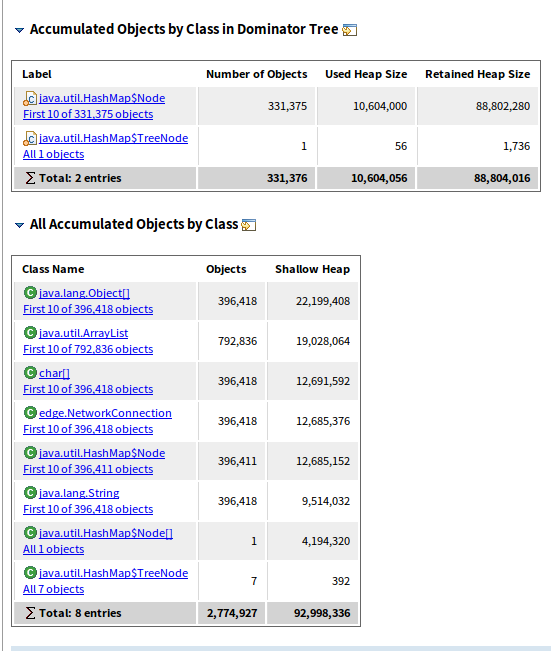 Accumulated Objects by Class in Dominator Tree
Label Number of Objects Used Heap Size Retained Heap Size
java.util.HashMap$Node
First 10 of 331,375 objects 331,375 10,604,000 88,802,280
java.util.HashMap$TreeNode
All 1 objects 1 56 1,736
Σ Total: 2 entries 331,376 10,604,056 88,804,016
All Accumulated Objects by Class
Class Name Objects Shallow Heap
java.lang.Object[]
First 10 of 396,418 objects 396,418 22,199,408
java.util.ArrayList
First 10 of 792,836 objects 792,836 19,028,064
char[]
First 10 of 396,418 objects 396,418 12,691,592
edge.NetworkConnection
First 10 of 396,418 objects 396,418 12,685,376
java.util.HashMap$Node
First 10 of 396,411 objects 396,411 12,685,152
java.lang.String
First 10 of 396,418 objects 396,418 9,514,032
java.util.HashMap$Node[]
All 1 objects 1 4,194,320
java.util.HashMap$TreeNode
All 7 objects 7 392
Σ Total: 8 entries 2,774,927 92,998,336